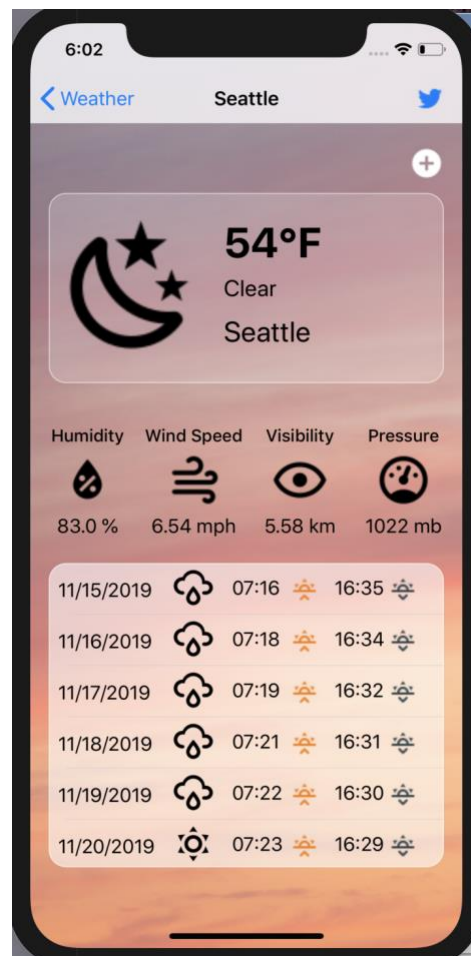 6:02
Weather Seattle
54°F
Clear
Seattle
Humidity Wind Speed Visibility Pressure
83.0 % 6.54 mph 5.58 km 1022 mb
11/15/2019 07:16 16:35
11/16/2019 07:18 16:34
11/17/2019 07:19 16:32
11/18/2019 07:21 16:31
11/19/2019 07:22 16:30
11/20/2019 07:23 16:29